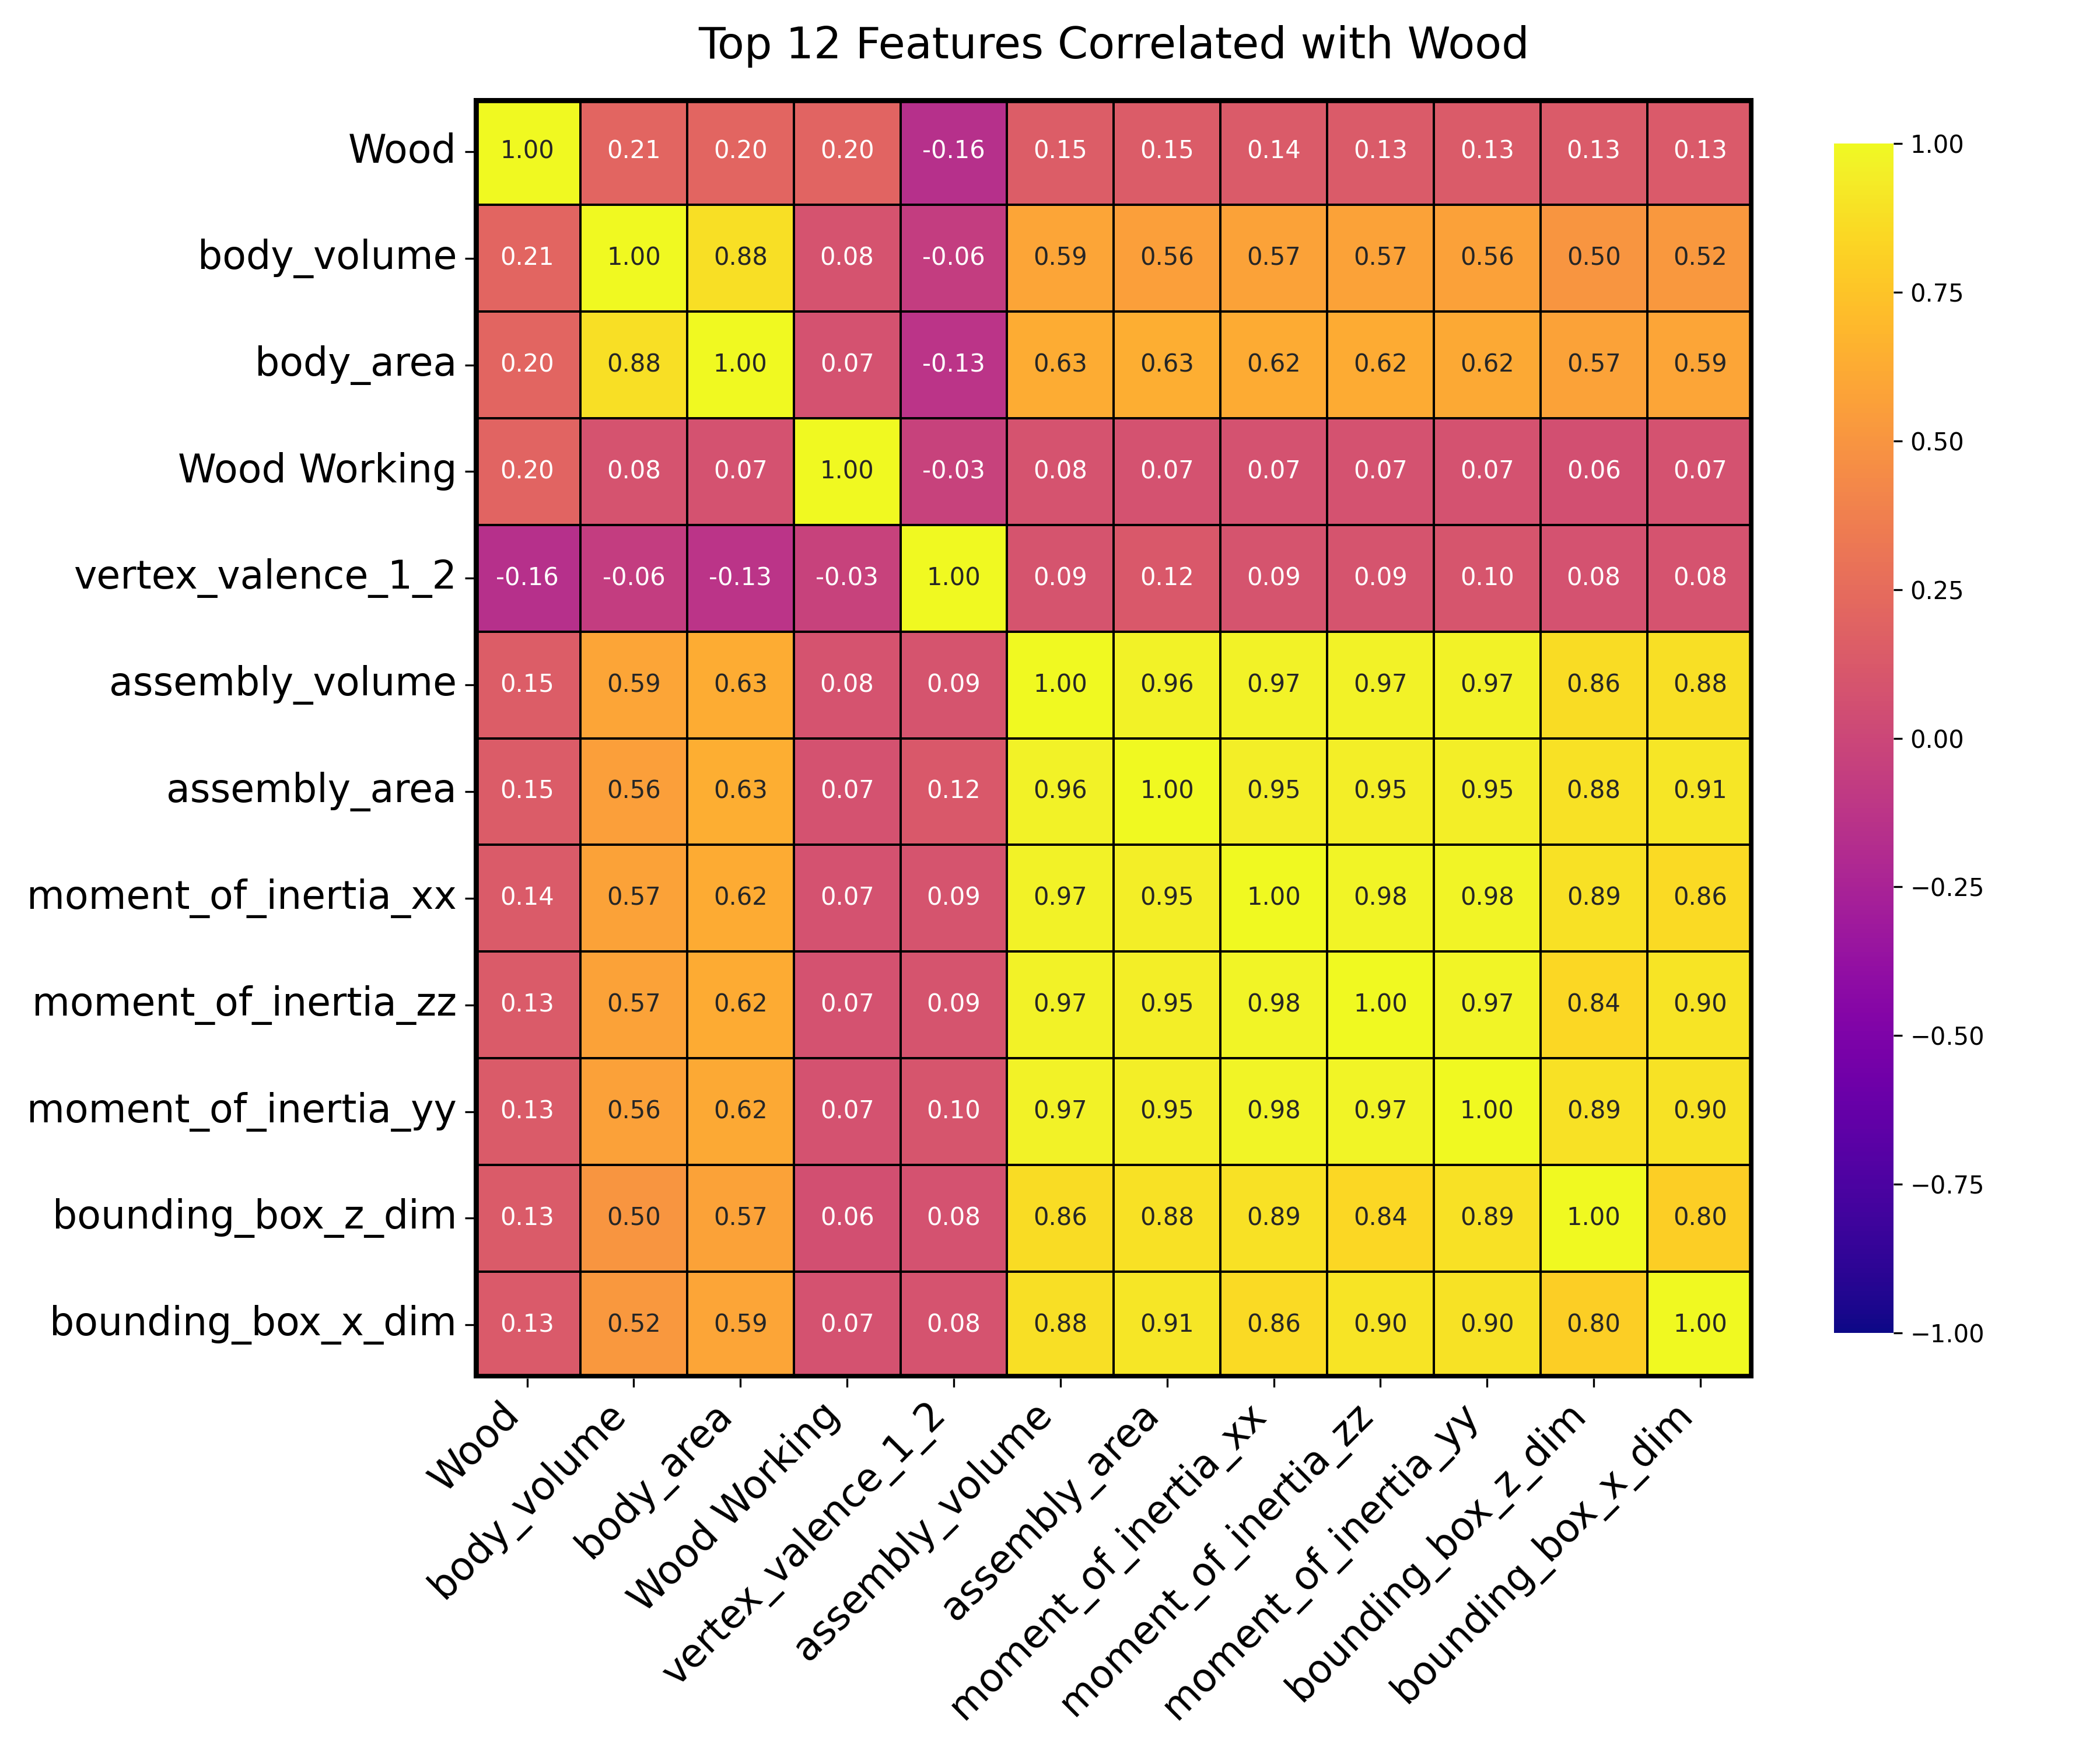 Top 12 Features Correlated with Wood
Wood 1.00 0.21 0.20 0.20 -0.16 0.15 0.15 0.14 0.13 0.13 0.13 0.13
body_volume 0.21 1.00 0.88 0.08 -0.06 0.59 0.56 0.57 0.57 0.56 0.50 0.52
body_area 0.20 0.88 1.00 0.07 -0.13 0.63 0.63 0.62 0.62 0.62 0.57 0.59
Wood Working 0.20 0.08 0.07 1.00 -0.03 0.08 0.07 0.07 0.07 0.07 0.06 0.07
vertex_valence_1_2 -0.16 -0.06 -0.13 -0.03 1.00 0.09 0.12 0.09 0.09 0.10 0.08 0.08
assembly_volume 0.15 0.59 0.63 0.08 0.09 1.00 0.96 0.97 0.97 0.97 0.86 0.88
assembly_area 0.15 0.56 0.63 0.07 0.12 0.96 1.00 0.95 0.95 0.95 0.88 0.91
moment_of_inertia_xx 0.14 0.57 0.62 0.07 0.09 0.97 0.95 1.00 0.98 0.98 0.89 0.86
moment_of_inertia_zz 0.13 0.57 0.62 0.07 0.09 0.97 0.95 0.98 1.00 0.97 0.84 0.90
moment_of_inertia_yy 0.13 0.56 0.62 0.07 0.10 0.97 0.95 0.98 0.97 1.00 0.89 0.90
bounding_box_z_dim 0.13 0.50 0.57 0.06 0.08 0.86 0.88 0.89 0.84 0.89 1.00 0.80
bounding_box_x_dim 0.13 0.52 0.59 0.07 0.08 0.88 0.91 0.86 0.90 0.90 0.80 1.00
Wood
body_volume
body_area
Wood Working
vertex_valence_1_2
assembly_volume
assembly_area
moment_of_inertia_xx
moment_of_inertia_zz
moment_of_inertia_yy
bounding_box_z_dim
bounding_box_x_dim
1.00
0.75
0.50
0.25
0.00
−0.25
−0.50
−0.75
−1.00